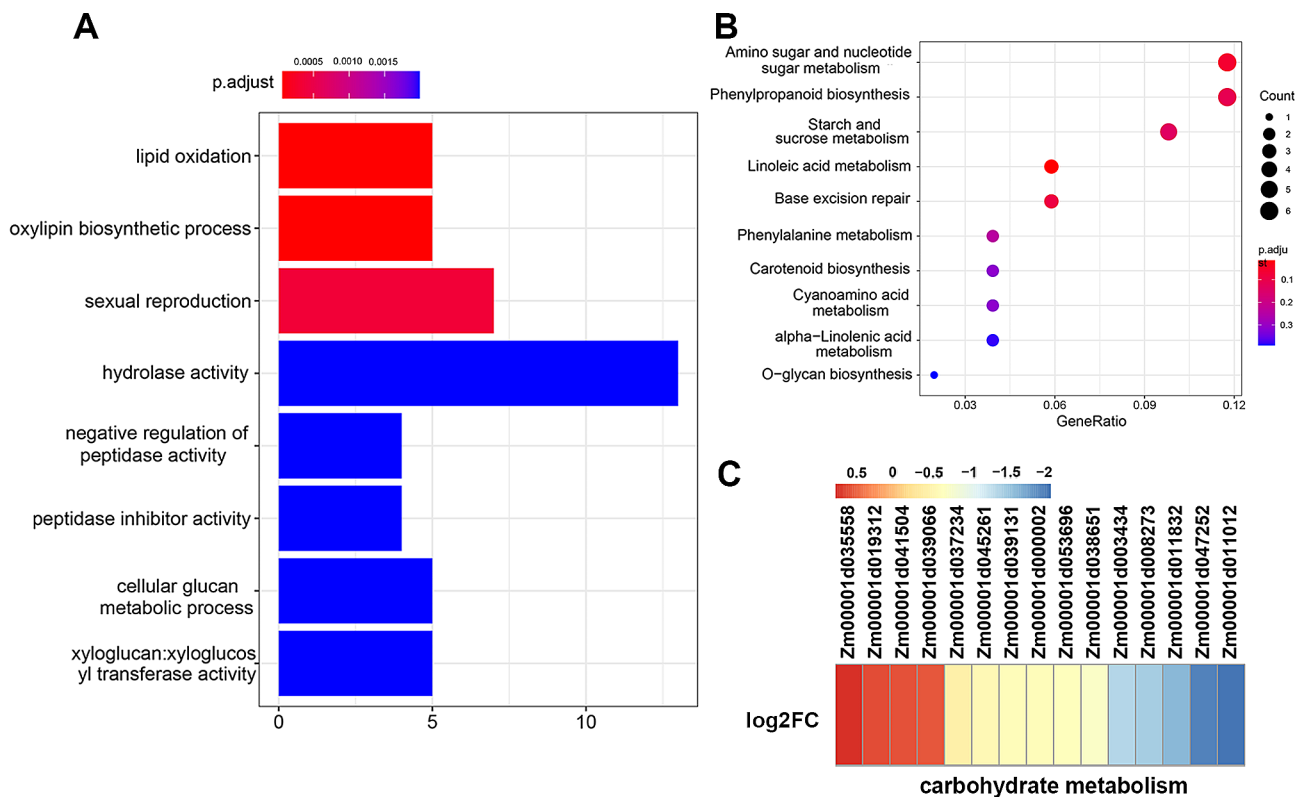 A
0.0005 0.0010 0.0015
p.adjust
lipid oxidation
oxylipin biosynthetic process
sexual reproduction
hydrolase activity
negative regulation of
peptidase activity
peptidase inhibitor activity
cellular glucan
metabolic process
xyloglucan:xyloglucos
yl transferase activity
0 5 10
B
Amino sugar and nucleotide
sugar metabolism
Phenylpropanoid biosynthesis
Starch and
sucrose metabolism
Linoleic acid metabolism
Base excision repair
Phenylalanine metabolism
Carotenoid biosynthesis
Cyanoamino acid
metabolism
alpha−Linolenic acid
metabolism
O−glycan biosynthesis
0.03 0.06 0.09 0.12
GeneRatio
Count
1
2
3
4
5
6
p.adju
st
0.1
0.2
0.3
C
0.5 0 −0.5 −1 −1.5 −2
Zm00001d035558
Zm00001d019312
Zm00001d041504
Zm00001d039066
Zm00001d037234
Zm00001d045261
Zm00001d039131
Zm00001d000002
Zm00001d053696
Zm00001d038651
Zm00001d003434
Zm00001d008273
Zm00001d011832
Zm00001d047252
Zm00001d011012
log2FC
carbohydrate metabolism